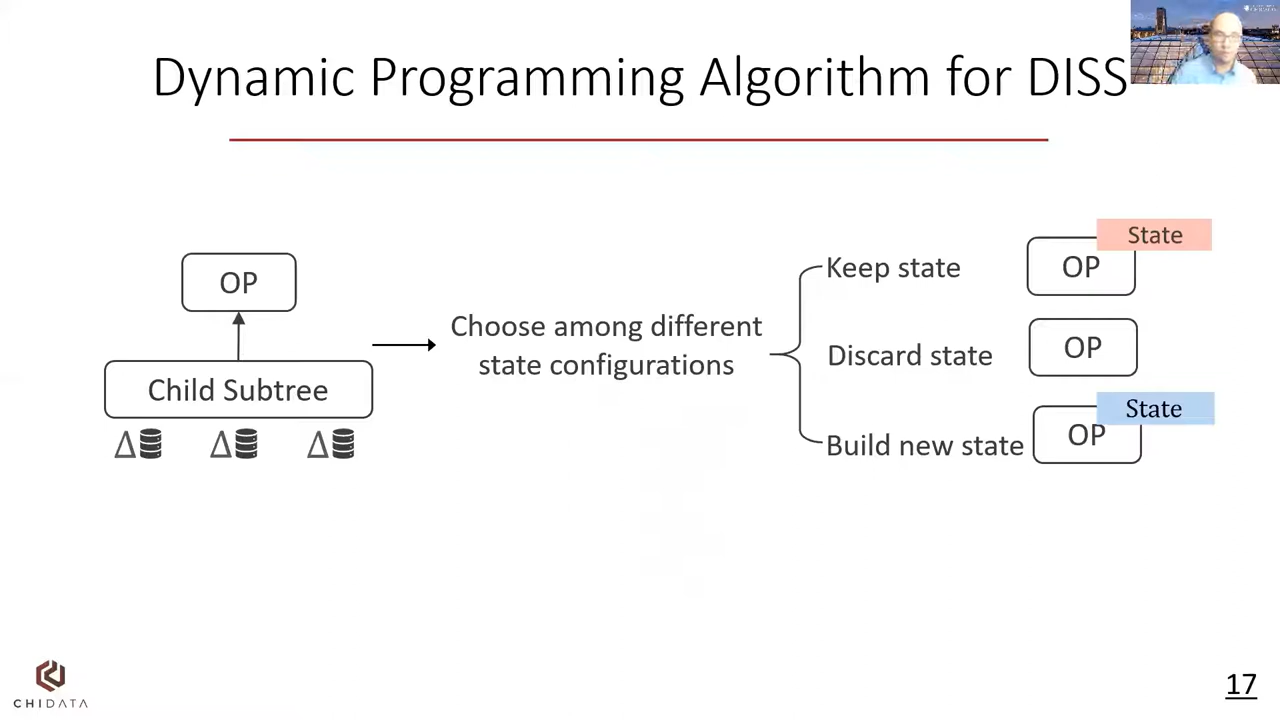 Dynamic Programming Algorithm for DISS
OP
Child Subtree
Δ Δ Δ
Choose among different
state configurations
Keep state
OP
State
Discard state
OP
Build new state
OP
State
CHIDATA
17